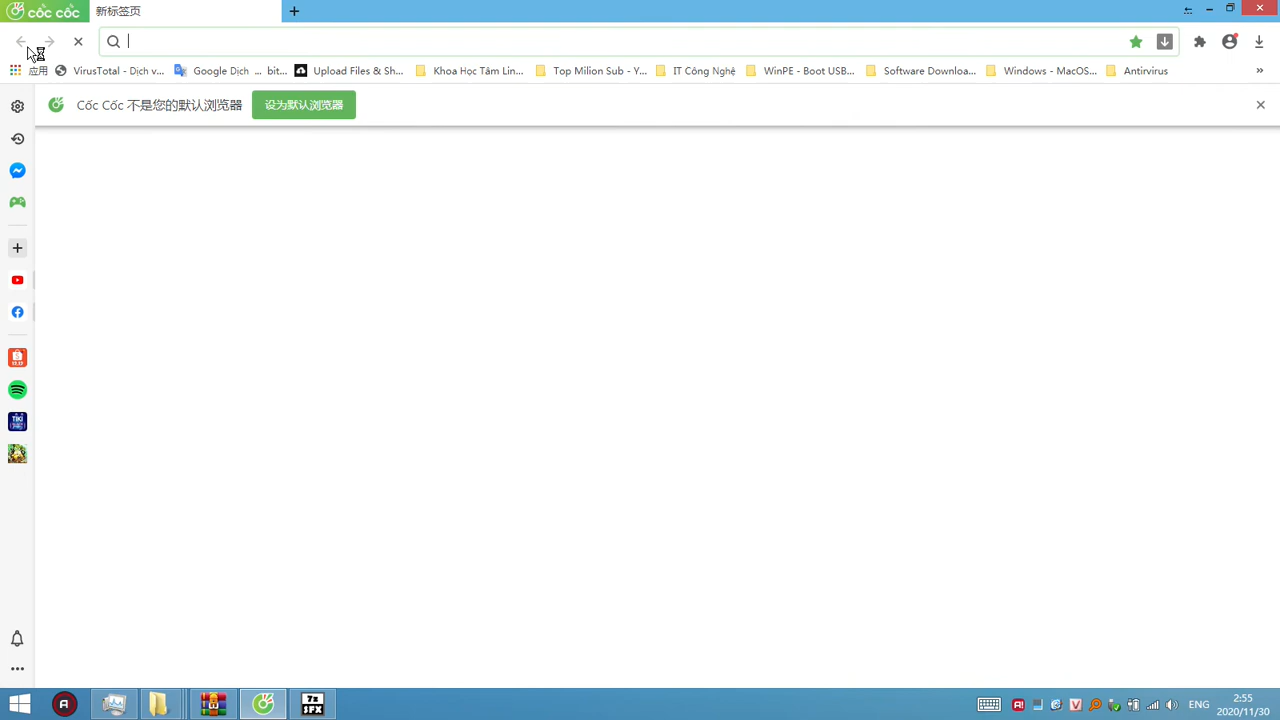 cốc cốc 新标签页
应用 VirusTotal - Dịch v... Google Dịch ... bit... Upload Files & Sh... Khoa Học Tâm Lin... Top Milion Sub - Y... IT Công Nghệ WinPE - Boot USB... Software Downloa... Windows - MacOS... Antivirus »
Cốc Cốc 不是您的默认浏览器 设为默认浏览器
7z
SFX
ENG
2:55
2020/11/30